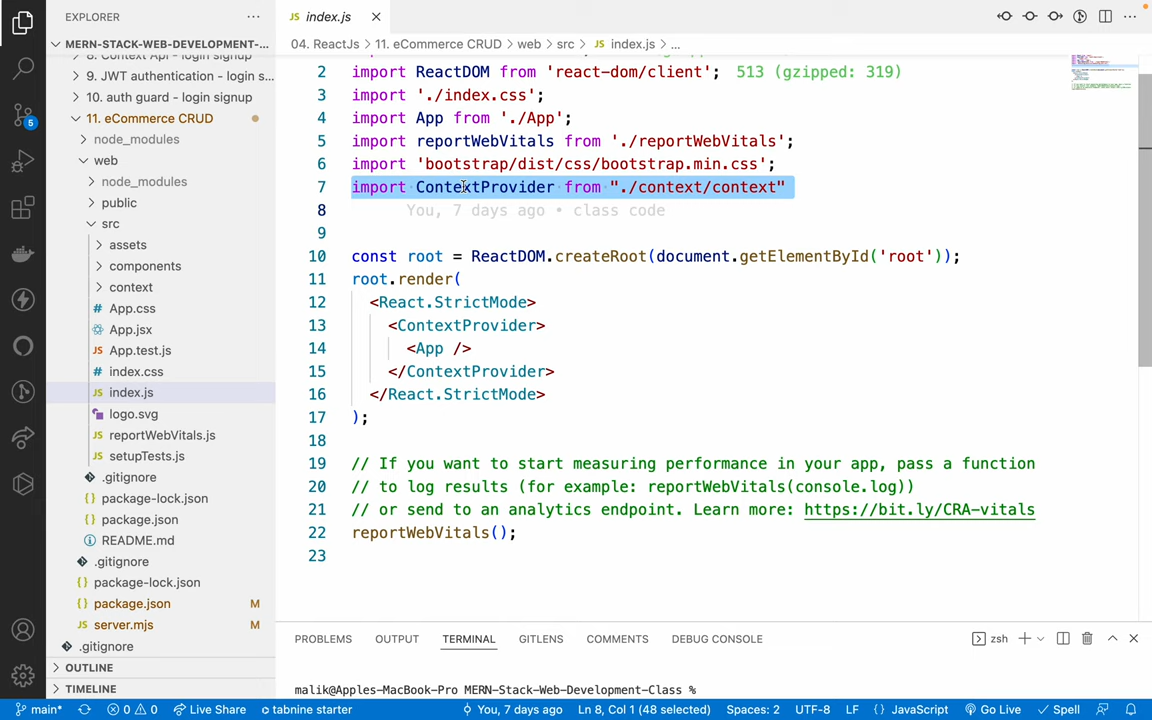 EXPLORER
index.js
MERN-STACK-WEB-DEVELOPMENT-...
04. ReactJs
11. eCommerce CRUD
web
src
index.js
...
8. Context Api - login signup
9. JWT authentication - login s...
10. auth guard - login signup
11. eCommerce CRUD
node_modules
web
node_modules
public
src
assets
components
context
App.css
App.jsx
App.test.js
index.css
index.js
logo.svg
reportWebVitals.js
setupTests.js
.gitignore
package-lock.json
package.json
README.md
.gitignore
package-lock.json
package.json M
server.mjs M
.gitignore
OUTLINE
TIMELINE
5
2 import ReactDOM from 'react-dom/client'; 513 (gzipped: 319)
3 import './index.css';
4 import App from './App';
5 import reportWebVitals from './reportWebVitals';
6 import 'bootstrap/dist/css/bootstrap.min.css';
7 import ContextProvider from "./context/context"
8 You, 7 days ago • class code
9
10 const root = ReactDOM.createRoot(document.getElementById('root'));
11 root.render(
12 <React.StrictMode>
13 <ContextProvider>
14 <App />
15 </ContextProvider>
16 </React.StrictMode>
17 );
18
19 // If you want to start measuring performance in your app, pass a function
20 // to log results (for example: reportWebVitals(console.log))
21 // or send to an analytics endpoint. Learn more: https://bit.ly/CRA-vitals
22 reportWebVitals();
23
PROBLEMS OUTPUT TERMINAL GITLENS COMMENTS DEBUG CONSOLE zsh
malik@Apples-MacBook-Pro MERN-Stack-Web-Development-Class %
main* 0 0 Live Share tabnine starter You, 7 days ago Ln 8, Col 1 (48 selected) Spaces: 2 UTF-8 LF {} JavaScript Go Live Spell